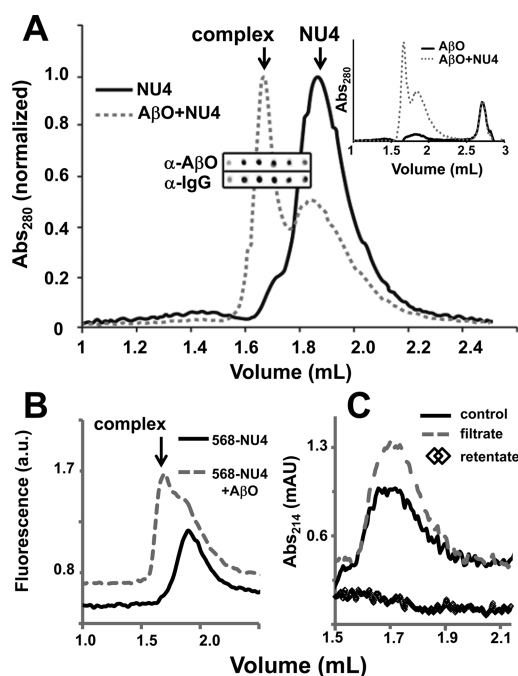 A
complex NU4
NU4
AβO+NU4
α-AβO
α-IgG
Abs280 (normalized)
1.0
0.8
0.6
0.4
0.2
0
1 1.2 1.4 1.6 1.8 2.0 2.2 2.4
Volume (mL)
AβO
AβO+NU4
Abs280
1 1.5 2 2.5 3
Volume (mL)
B
complex
568-NU4
568-NU4
+AβO
Fluorescence (a.u.)
1.7
0.8
1.0 2.0
C
control
filtrate
retentate
Abs214 (mAU)
1.3
0.6
1.5 1.7 1.9 2.1
Volume (mL)